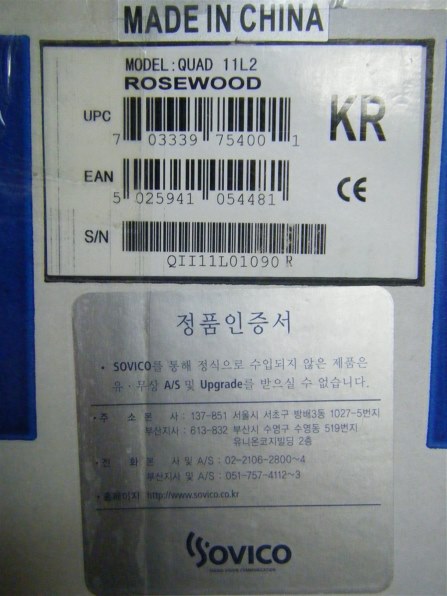 MADE IN CHINA
MODEL:QUAD 11L2
ROSEWOOD
UPC
7 03339 75400 1
KR
EAN
5 025941 054481
CE
S/N
QII11L01090 R
정품인증서
· SOVICO를 통해 정식으로 수입되지 않은 제품은
유·무상 A/S 및 Upgrade를 받으실 수 없습니다.
· 주 소 본 사 : 137-851 서울시 서초구 방배3동 1027-5번지
부산지사 : 613-832 부산시 수영구 수영동 519번지
유니온코지빌딩 2층
· 전 화 본 사 및 A/S : 02-2106-2800~4
부산지사 및 A/S : 051-757-4112~3
· 홈페이지 http://www.sovico.co.kr
SOVICO